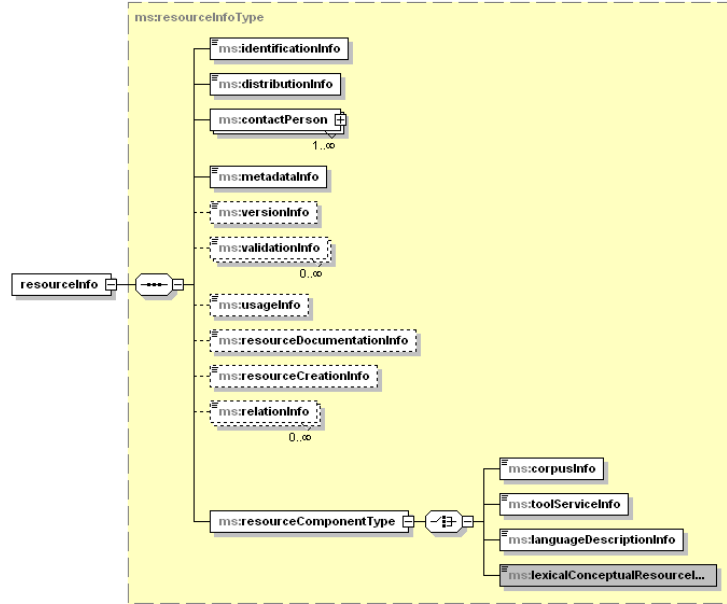 ms:resourceInfoType
ms:identificationInfo
ms:distributionInfo
ms:contactPerson
1..∞
ms:metadataInfo
ms:versionInfo
ms:validationInfo
0..∞
resourceInfo
ms:usageInfo
ms:resourceDocumentationInfo
ms:resourceCreationInfo
ms:relationInfo
0..∞
ms:resourceComponentType
ms:corpusInfo
ms:toolServiceInfo
ms:languageDescriptionInfo
ms:lexicalConceptualResourceI...